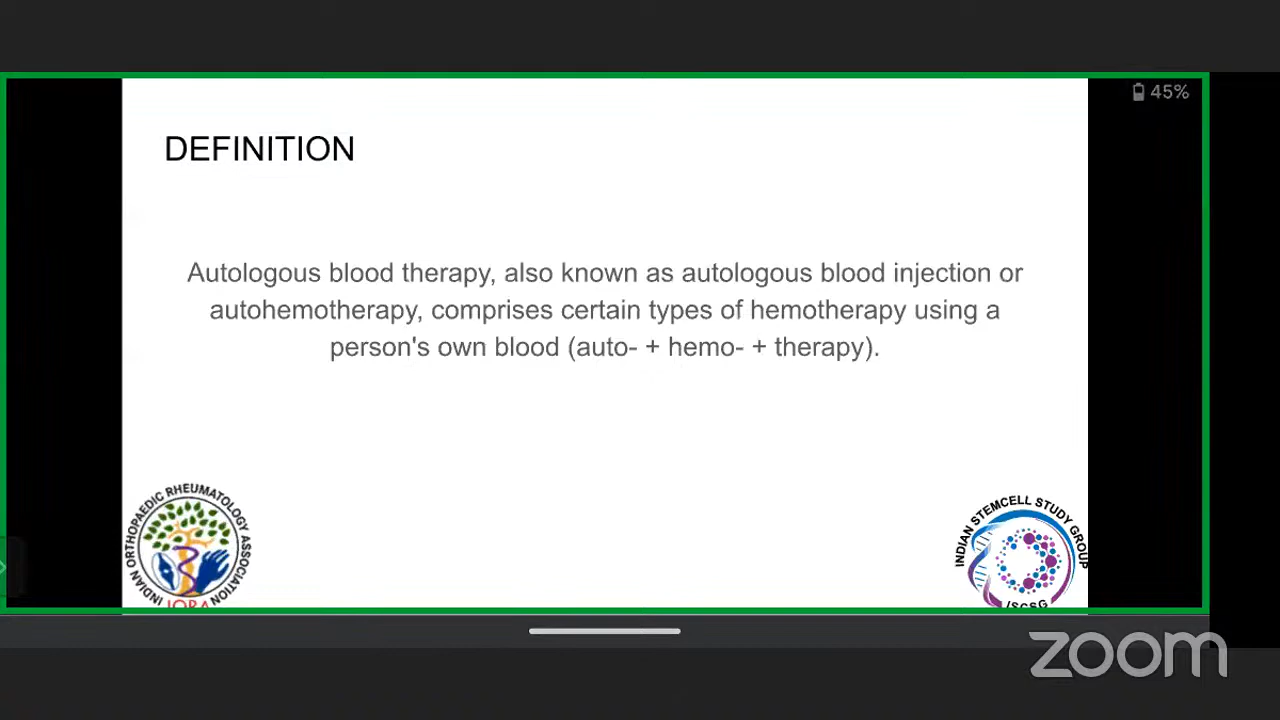 45%
DEFINITION
Autologous blood therapy, also known as autologous blood injection or
autohemotherapy, comprises certain types of hemotherapy using a
person's own blood (auto- + hemo- + therapy).
INDIAN ORTHOPAEDIC RHEUMATOLOGY ASSOCIATION
IORA
INDIAN STEMCELL STUDY GROUP
ISCSG
zoom